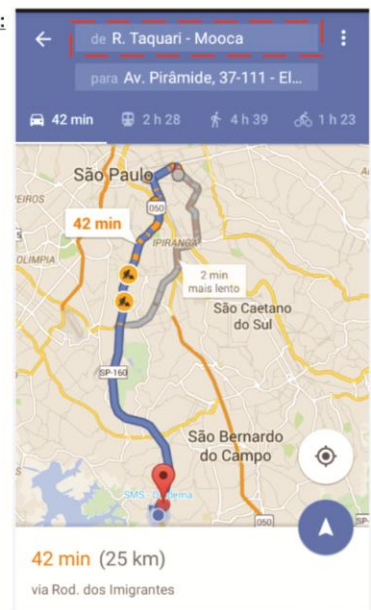 de R. Taquari - Mooca
para Av. Pirâmide, 37-111 - El...
42 min
2 h 28
4 h 39
1 h 23
São Paulo
050
EIROS
42 min
IPIRANGA
OLIMPIA
2 min
mais lento
São Caetano
do Sul
SP-160
São Bernardo
do Campo
050
42 min (25 km)
via Rod. dos Imigrantes